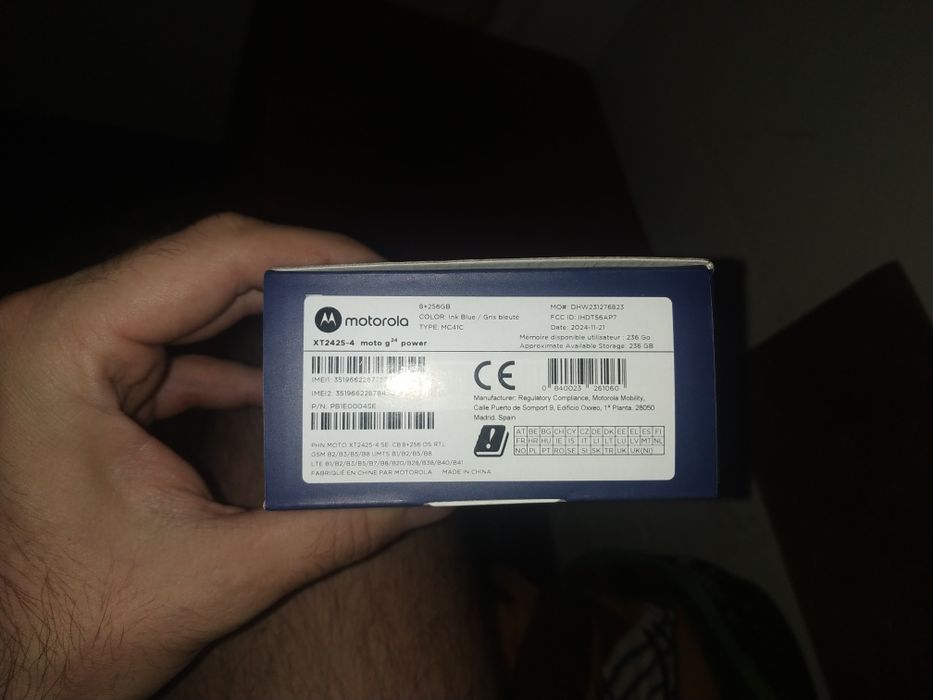 motorola
XT2425-4 moto g24 power
8+256GB
COLOR: Ink Blue / Gris bleuté
TYPE: MC41C
MO#: DHW231276823
FCC ID: IHDT56AP7
Date: 2024-11-21
Mémoire disponible utilisateur : 236 Go
Approximate Available Storage: 236 GB
IMEI1:
IMEI2:
P/N: PB1E0004SE
CE
0 840023 261060
Manufacturer: Regulatory Compliance, Motorola Mobility,
Calle Puerto de Somport 9, Edificio Oxxeo, 1ª Planta, 28050
Madrid, Spain
AT BE BG CH CY CZ DE DK EE EL ES FI
FR HR HU IE IS IT LI LT LU LV MT NL
NO PL PT RO SE SI SK TR UK UK(NI)
PHN MOTO XT2425-4 SE CB 8+256 DS RTL
GSM B2/B3/B5/B8 UMTS B1/B2/B5/B8
LTE B1/B2/B3/B5/B7/B8/B20/B28/B38/B40/B41
FABRIQUÉ EN CHINE PAR MOTOROLA MADE IN CHINA